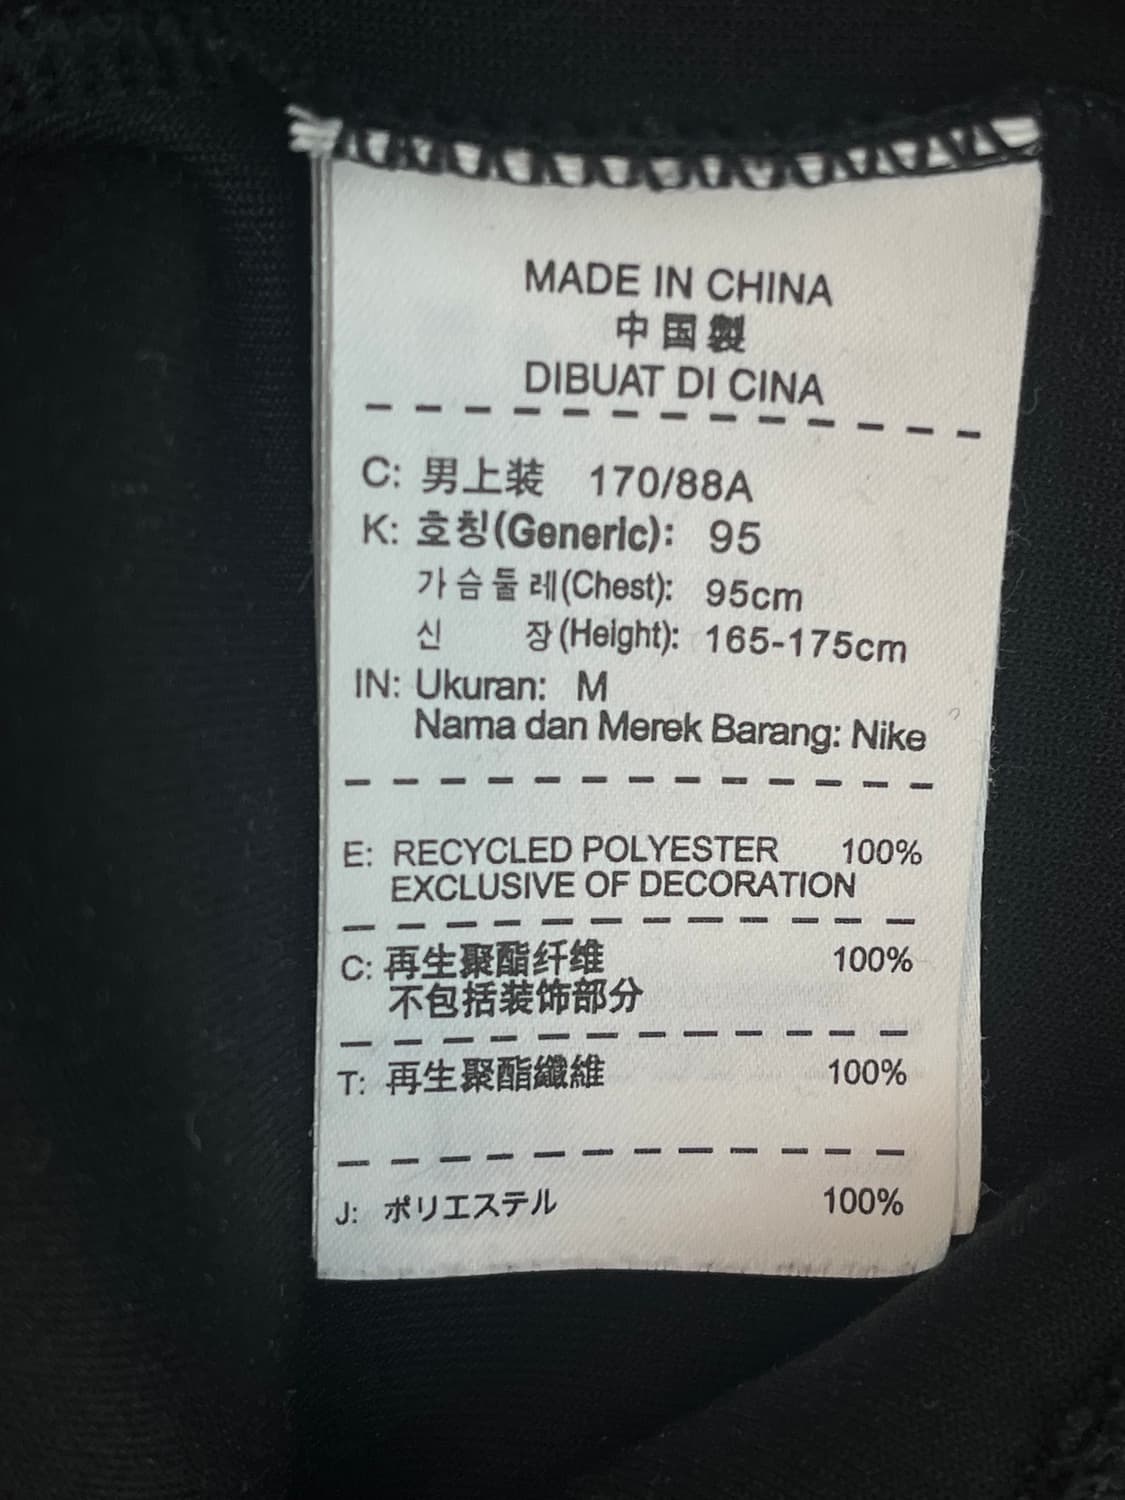 MADE IN CHINA
中国製
DIBUAT DI CINA
C: 男上装 170/88A
K: 호칭(Generic): 95
가슴둘레(Chest): 95cm
신 장(Height): 165-175cm
IN: Ukuran: M
Nama dan Merek Barang: Nike
E: RECYCLED POLYESTER 100%
EXCLUSIVE OF DECORATION
C: 再生聚酯纤维 100%
不包括装饰部分
T: 再生聚酯纖維 100%
J: ポリエステル 100%